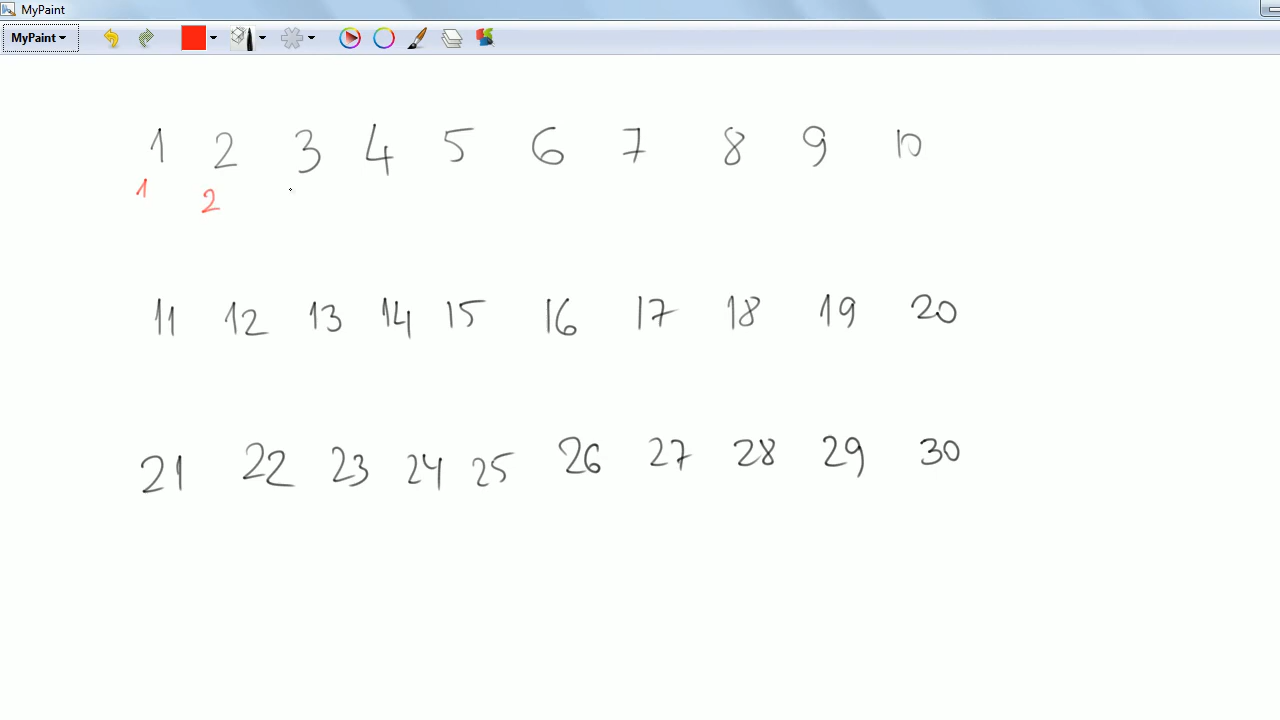 MyPaint
MyPaint
1 2 3 4 5 6 7 8 9 10
1 2
11 12 13 14 15 16 17 18 19 20
21 22 23 24 25 26 27 28 29 30